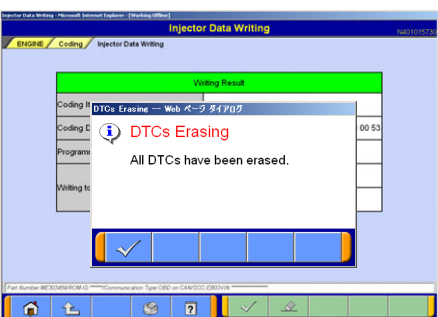 Injector Data Writing - Microsoft Internet Explorer - [Working Offline]
Injector Data Writing
N401015730
ENGINE Coding Injector Data Writing
Writing Result
Coding It
DTCs Erasing -- Web ページ ダイアログ
Coding D
00 53
DTCs Erasing
All DTCs have been erased.
Program
Writing to
?